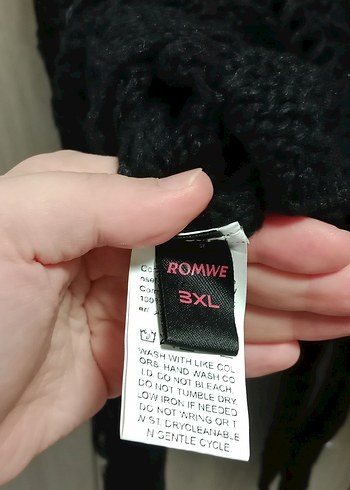 ROMWE
3XL
100%
WASH WITH LIKE COL
ORS. HAND WASH CO
LD. DO NOT BLEACH.
DO NOT TUMBLE DRY.
LOW IRON IF NEEDED
DO NOT WRING OR T
W ST. DRYCLEANABLE
N GENTLE CYCLE.